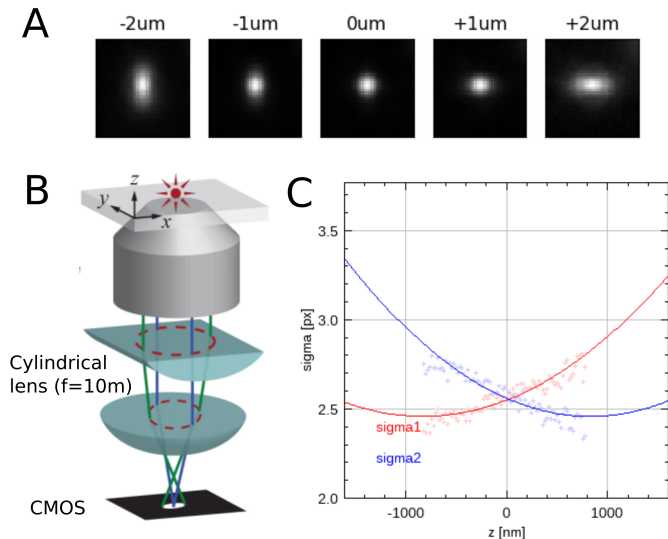 A
-2um
-1um
0um
+1um
+2um
B
z
y
x
Cylindrical
lens (f=10m)
CMOS
C
3.5
3.0
2.5
2.0
sigma [px]
sigma1
sigma2
-1000
0
1000
z [nm]